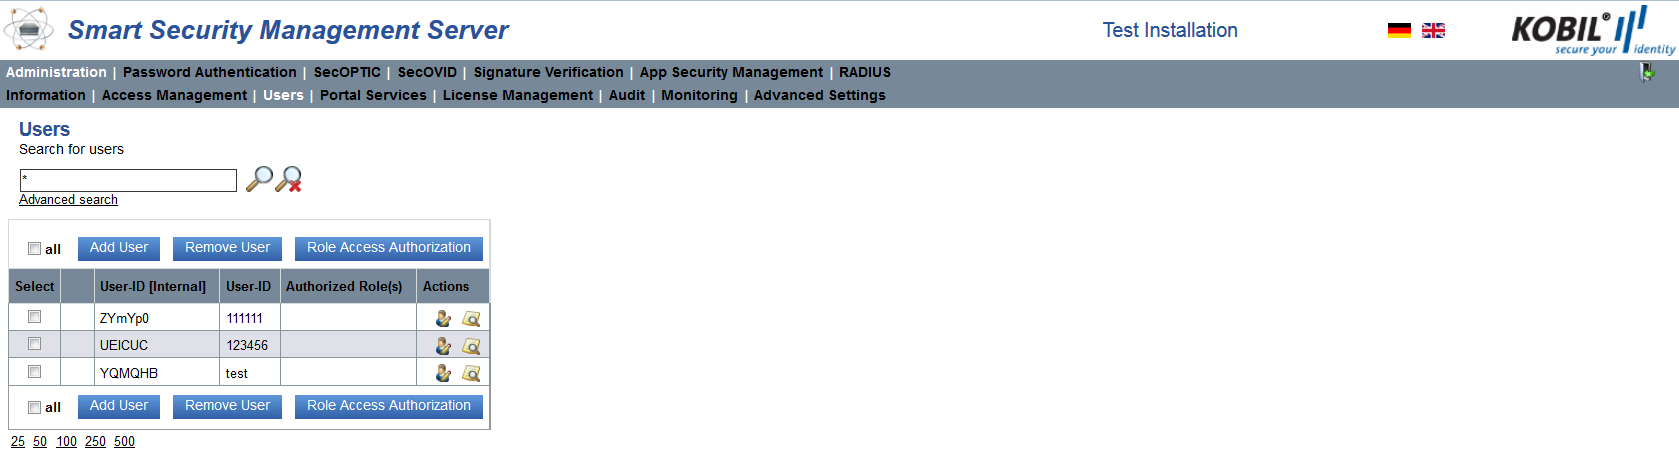 Smart Security Management Server
Test Installation
KOBIL®
secure your identity
Administration | Password Authentication | SecOPTIC | SecOVID | Signature Verification | App Security Management | RADIUS
Information | Access Management | Users | Portal Services | License Management | Audit | Monitoring | Advanced Settings
Users
Search for users
*
Advanced search
all Add User Remove User Role Access Authorization
Select User-ID [Internal] User-ID Authorized Role(s) Actions
ZYmYp0 111111
UEICUC 123456
YQMQHB test
all Add User Remove User Role Access Authorization
25 50 100 250 500